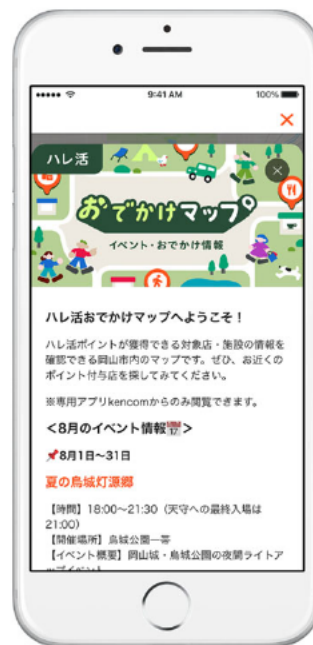 9:41 AM
100%
ハレ活
おでかけマップ
イベント・おでかけ情報
ハレ活おでかけマップへようこそ！
ハレ活ポイントが獲得できる対象店・施設の情報を
確認できる岡山市内のマップです。ぜひ、お近くの
ポイント付与店を探してみてください。
※専用アプリkencomからのみ閲覧できます。
＜8月のイベント情報📅＞
📌8月1日〜31日
夏の烏城灯源郷
【時間】18:00〜21:30（天守への最終入場は
21:00）
【開催場所】烏城公園一帯
【イベント概要】岡山城・烏城公園の夜間ライトア
ップイベント